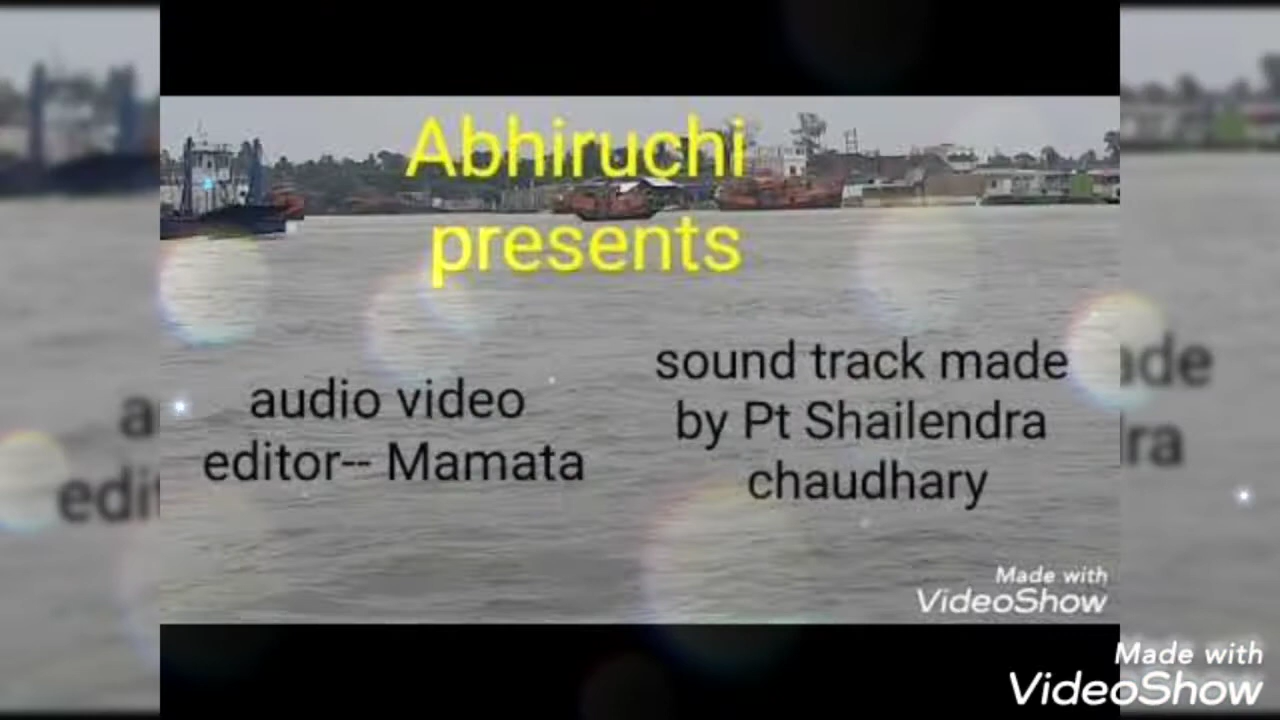 Abhiruchi
presents
audio video
editor-- Mamata
sound track made
by Pt Shailendra
chaudhary
Made with
VideoShow
Made with
VideoShow